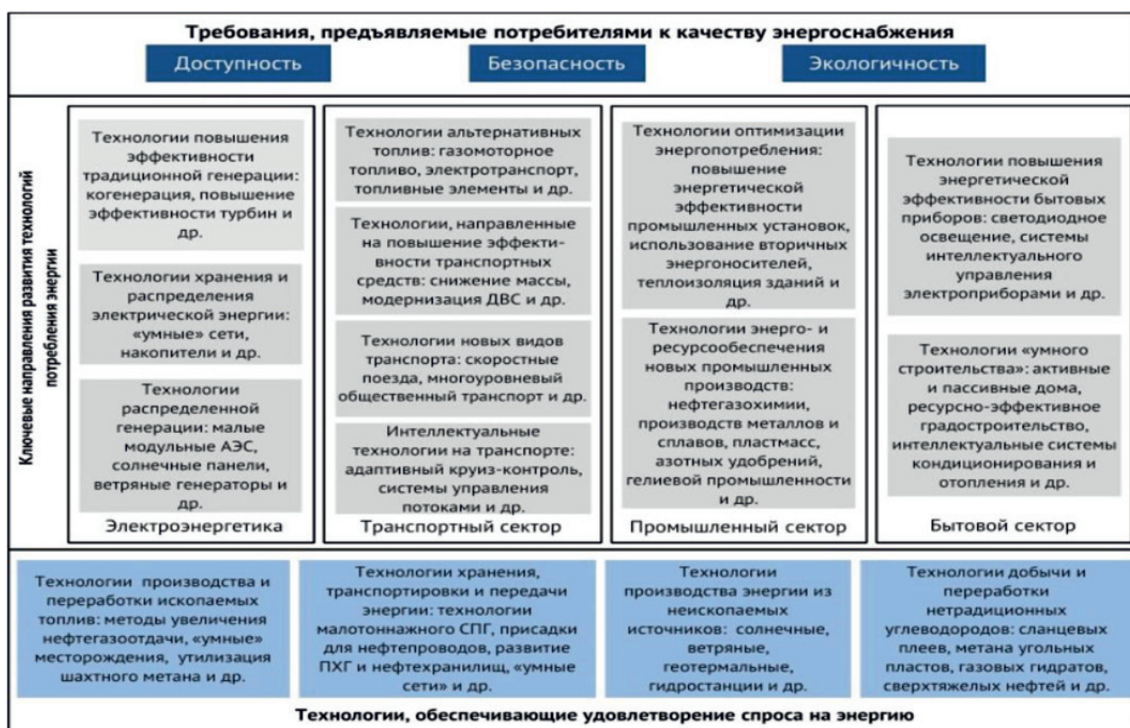 Требования, предъявляемые потребителями к качеству энергоснабжения
Доступность
Безопасность
Экологичность
Ключевые направления развития технологий
потребления энергии
Технологии повышения
эффективности
традиционной генерации:
когенерация, повышение
эффективности турбин и
др.
Технологии хранения и
распределения
электрической энергии:
«умные» сети,
накопители и др.
Технологии
распределенной
генерации: малые
модульные АЭС,
солнечные панели,
ветряные генераторы и
др.
Электроэнергетика
Технологии альтернативных
топлив: газомоторное
топливо, электротранспорт,
топливные элементы и др.
Технологии, направленные
на повышение эффекти-
вности транспортных
средств: снижение массы,
модернизация ДВС и др.
Технологии новых видов
транспорта: скоростные
поезда, многоуровневый
общественный транспорт и др.
Интеллектуальные
технологии на транспорте:
адаптивный круиз-контроль,
системы управления
потоками и др.
Транспортный сектор
Технологии оптимизации
энергопотребления:
повышение
энергетической
эффективности
промышленных установок,
использование вторичных
энергоносителей,
теплоизоляция зданий и
др.
Технологии энерго- и
ресурсообеспечения
новых промышленных
производств:
нефтегазохимии,
производств металлов и
сплавов, пластмасс,
азотных удобрений,
гелиевой промышленности
и др.
Промышленный сектор
Технологии повышения
энергетической
эффективности бытовых
приборов: светодиодное
освещение, системы
интеллектуального
управления
электроприборами и др.
Технологии «умного
строительства»: активные
и пассивные дома,
ресурсно-эффективное
градостроительство,
интеллектуальные системы
кондиционирования и
отопления и др.
Бытовой сектор
Технологии производства и
переработки ископаемых
топлив: методы увеличения
нефтегазоотдачи, «умные»
месторождения, утилизация
шахтного метана и др.
Технологии хранения,
транспортировки и передачи
энергии: технологии
малотоннажного СПГ, присадки
для нефтепроводов, развитие
ПХГ и нефтехранилищ, «умные
сети» и др.
Технологии
производства энергии из
неископаемых
источников: солнечные,
ветряные,
геотермальные,
гидростанции и др.
Технологии добычи и
переработки
нетрадиционных
углеводородов: сланцевых
плеев, метана угольных
пластов, газовых гидратов,
сверхтяжелых нефтей и др.
Технологии, обеспечивающие удовлетворение спроса на энергию